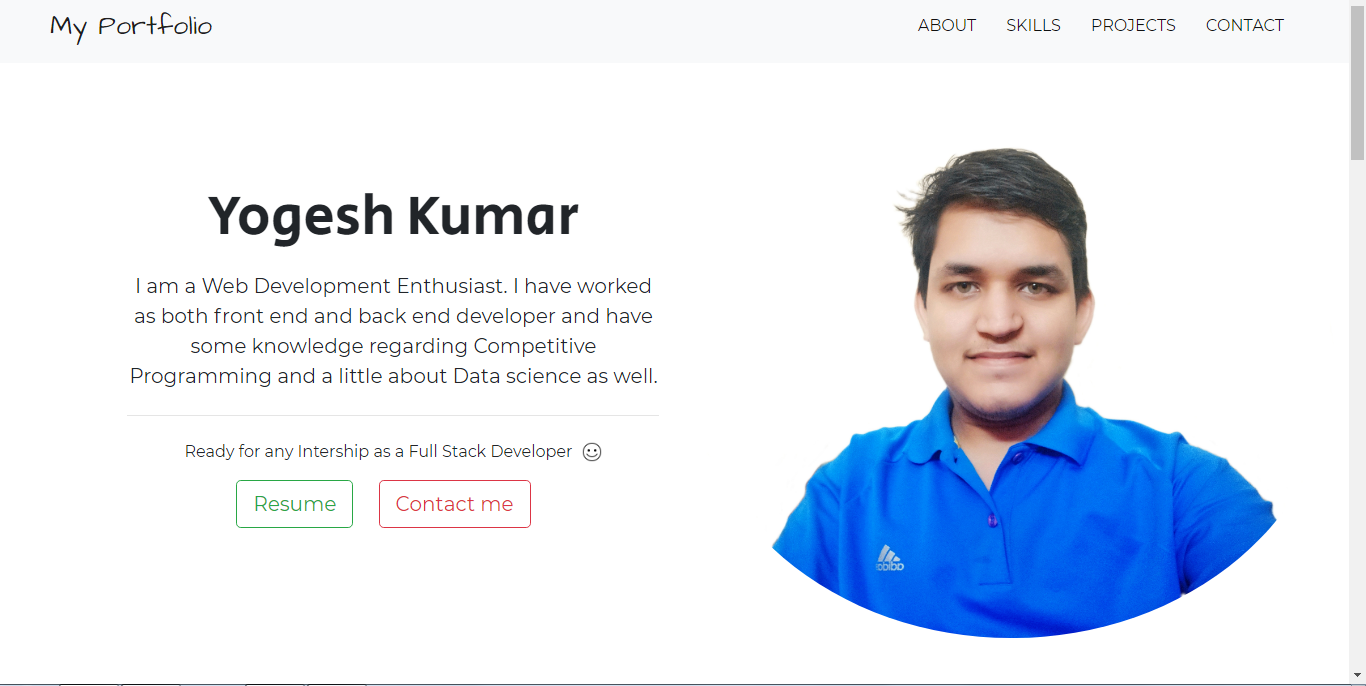 My Portfolio
ABOUT SKILLS PROJECTS CONTACT
Yogesh Kumar
I am a Web Development Enthusiast. I have worked
as both front end and back end developer and have
some knowledge regarding Competitive
Programming and a little about Data science as well.
Ready for any Intership as a Full Stack Developer
Resume
Contact me
adidas